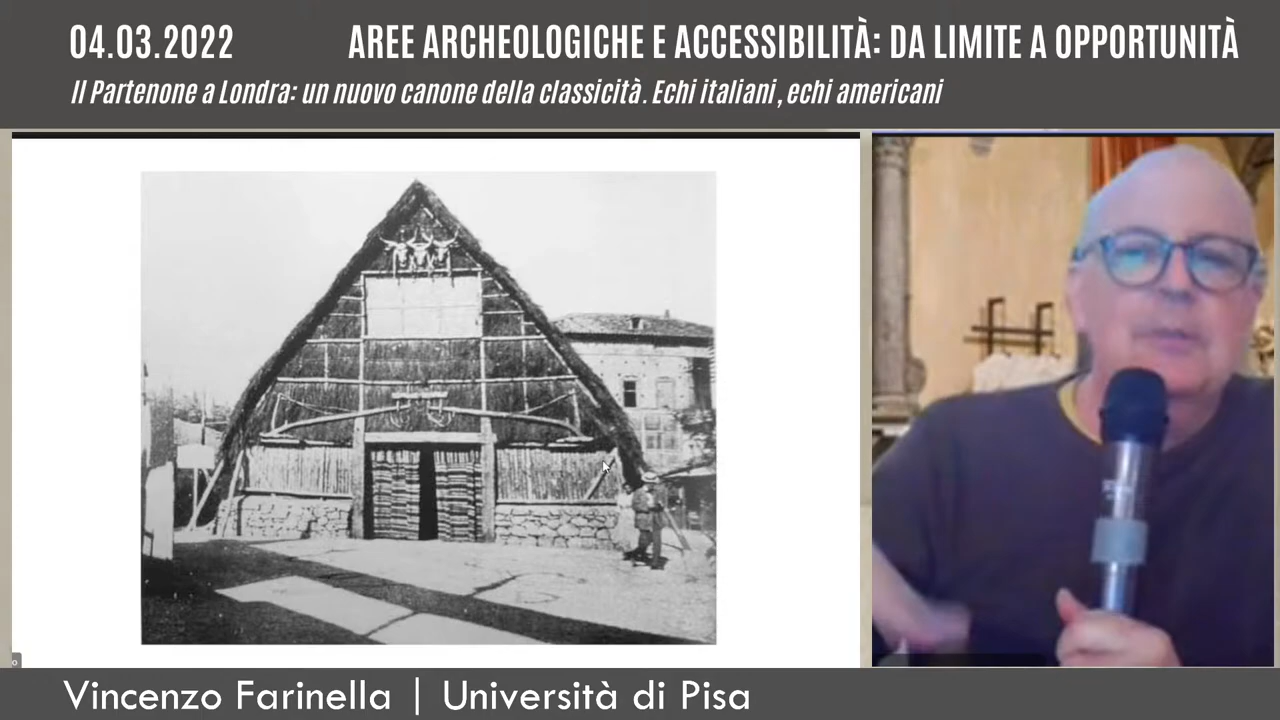 04.03.2022
AREE ARCHEOLOGICHE E ACCESSIBILITÀ: DA LIMITE A OPPORTUNITÀ
Il Partenone a Londra: un nuovo canone della classicità. Echi italiani, echi americani
Vincenzo Farinella | Università di Pisa